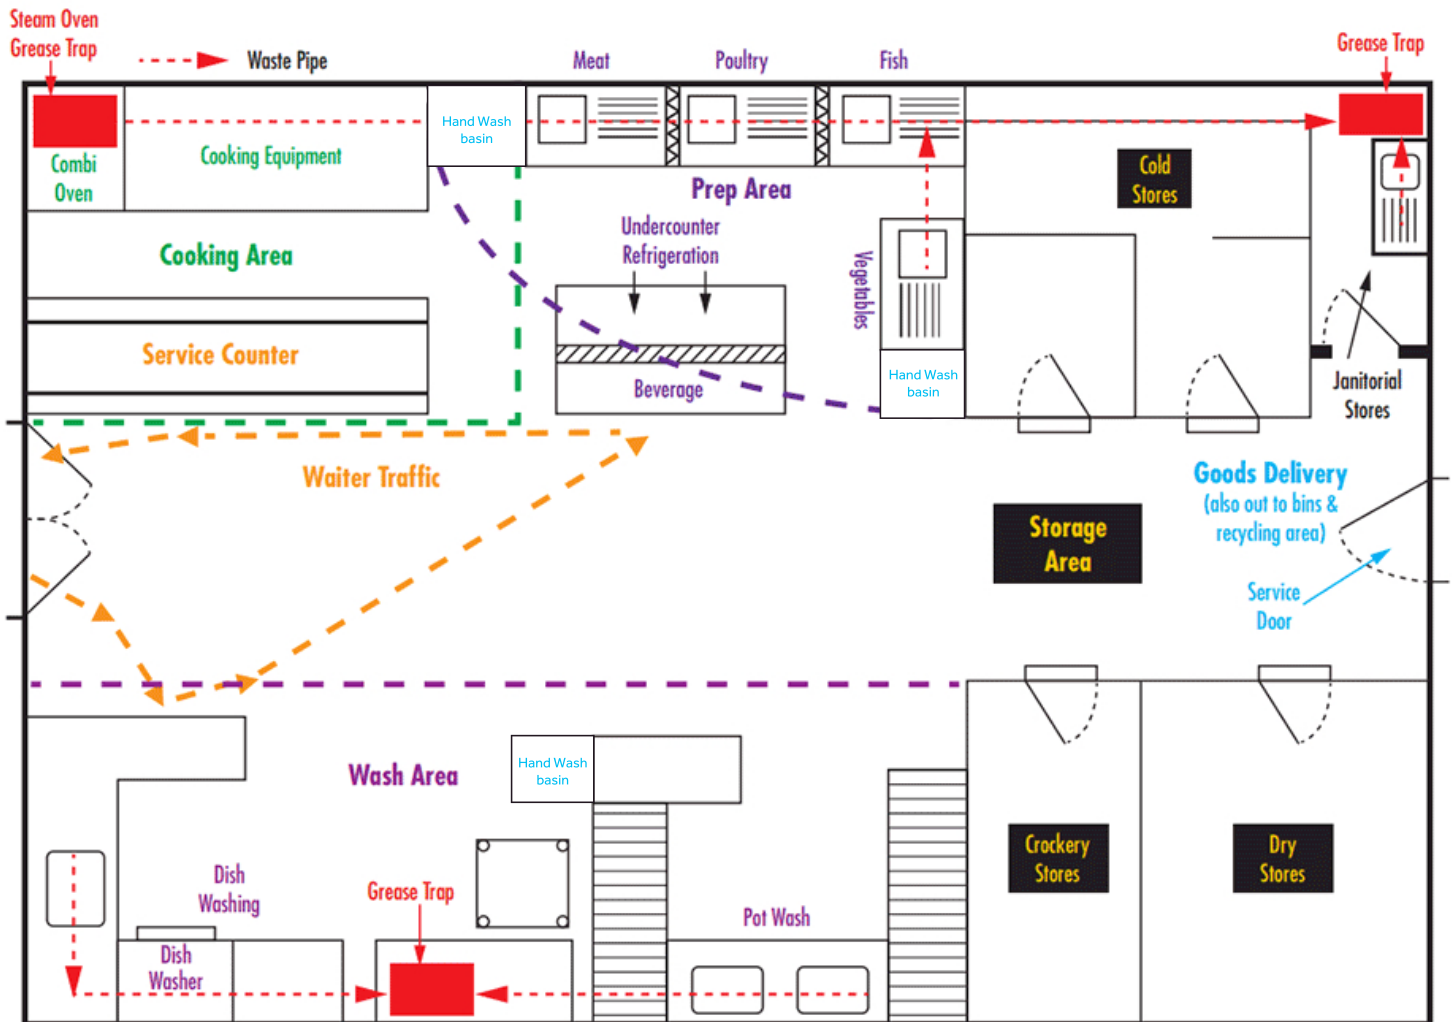 Steam Oven
Grease Trap
Waste Pipe
Meat
Poultry
Fish
Grease Trap
Combi
Oven
Cooking Equipment
Hand Wash
basin
Prep Area
Cold
Stores
Cooking Area
Undercounter
Refrigeration
Vegetables
Service Counter
Beverage
Hand Wash
basin
Janitorial
Stores
Waiter Traffic
Goods Delivery
(also out to bins &
recycling area)
Storage
Area
Service
Door
Wash Area
Hand Wash
basin
Dish
Washing
Grease Trap
Pot Wash
Crockery
Stores
Dry
Stores
Dish
Washer